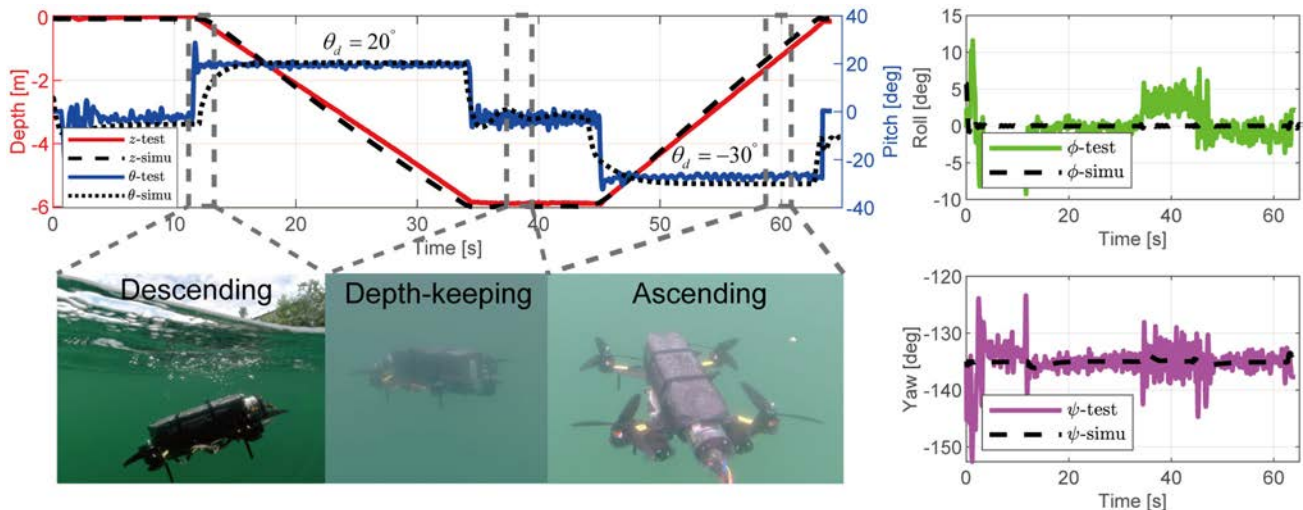 0
-2
-4
-6
Depth [m]
40
20
0
-20
-40
Pitch [deg]
θ_d = 20°
θ_d = −30°
z-test
z-simu
θ-test
θ-simu
0 10 20 30 40 50 60
Time [s]
Descending
Depth-keeping
Ascending
15
10
5
0
-5
-10
Roll [deg]
ϕ-test
ϕ-simu
0 20 40 60
Time [s]
-120
-130
-140
-150
Yaw [deg]
ψ-test
ψ-simu
0 20 40 60
Time [s]